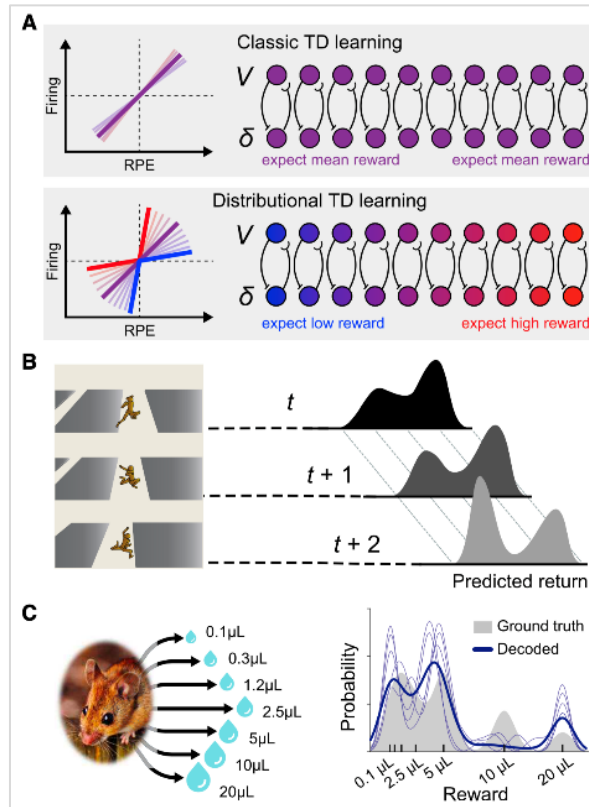 A
Classic TD learning
Firing
RPE
V
δ
expect mean reward expect mean reward
Distributional TD learning
Firing
RPE
V
δ
expect low reward expect high reward
B
t
t + 1
t + 2
Predicted return
C
0.1µL
0.3µL
1.2µL
2.5µL
5µL
10µL
20µL
Ground truth
Decoded
Probability
0.1 µL
2.5 µL
5 µL
10 µL
20 µL
Reward